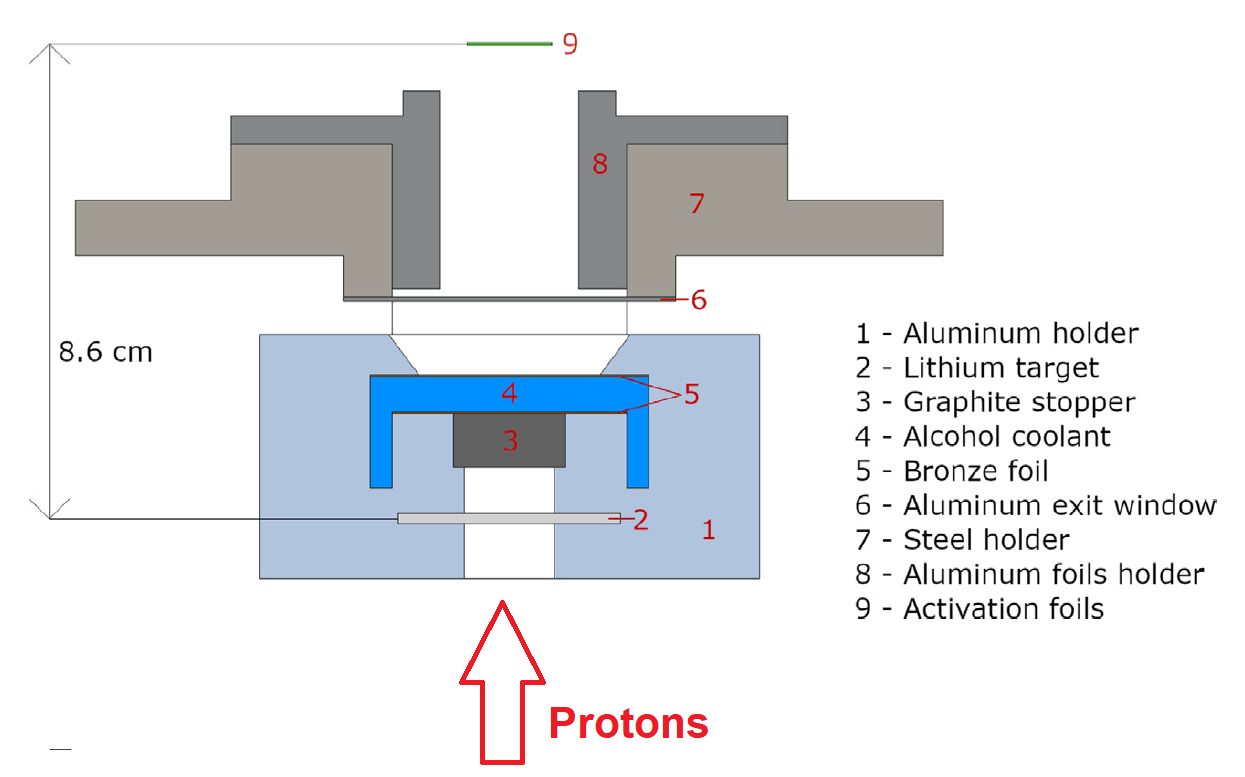 9
8
7
6
8.6 cm
4
5
3
2
1
1 - Aluminum holder
2 - Lithium target
3 - Graphite stopper
4 - Alcohol coolant
5 - Bronze foil
6 - Aluminum exit window
7 - Steel holder
8 - Aluminum foils holder
9 - Activation foils
Protons